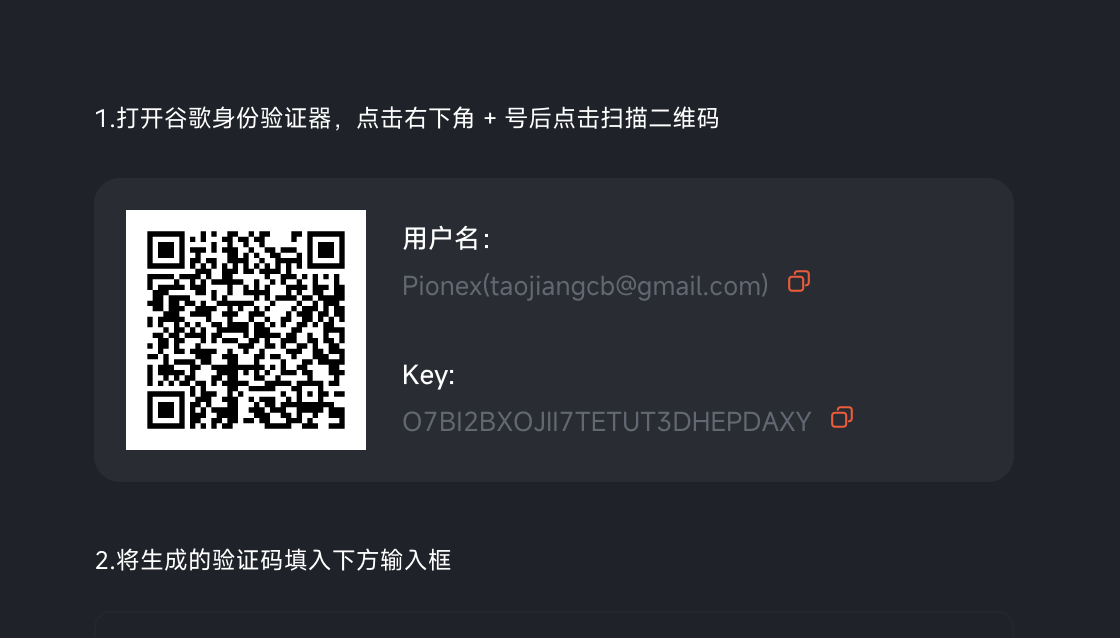 1.打开谷歌身份验证器，点击右下角 + 号后点击扫描二维码
用户名：
Pionex(taojiangcb@gmail.com)
Key:
O7BI2BXOJII7TETUT3DHEPDAXY
2.将生成的验证码填入下方输入框